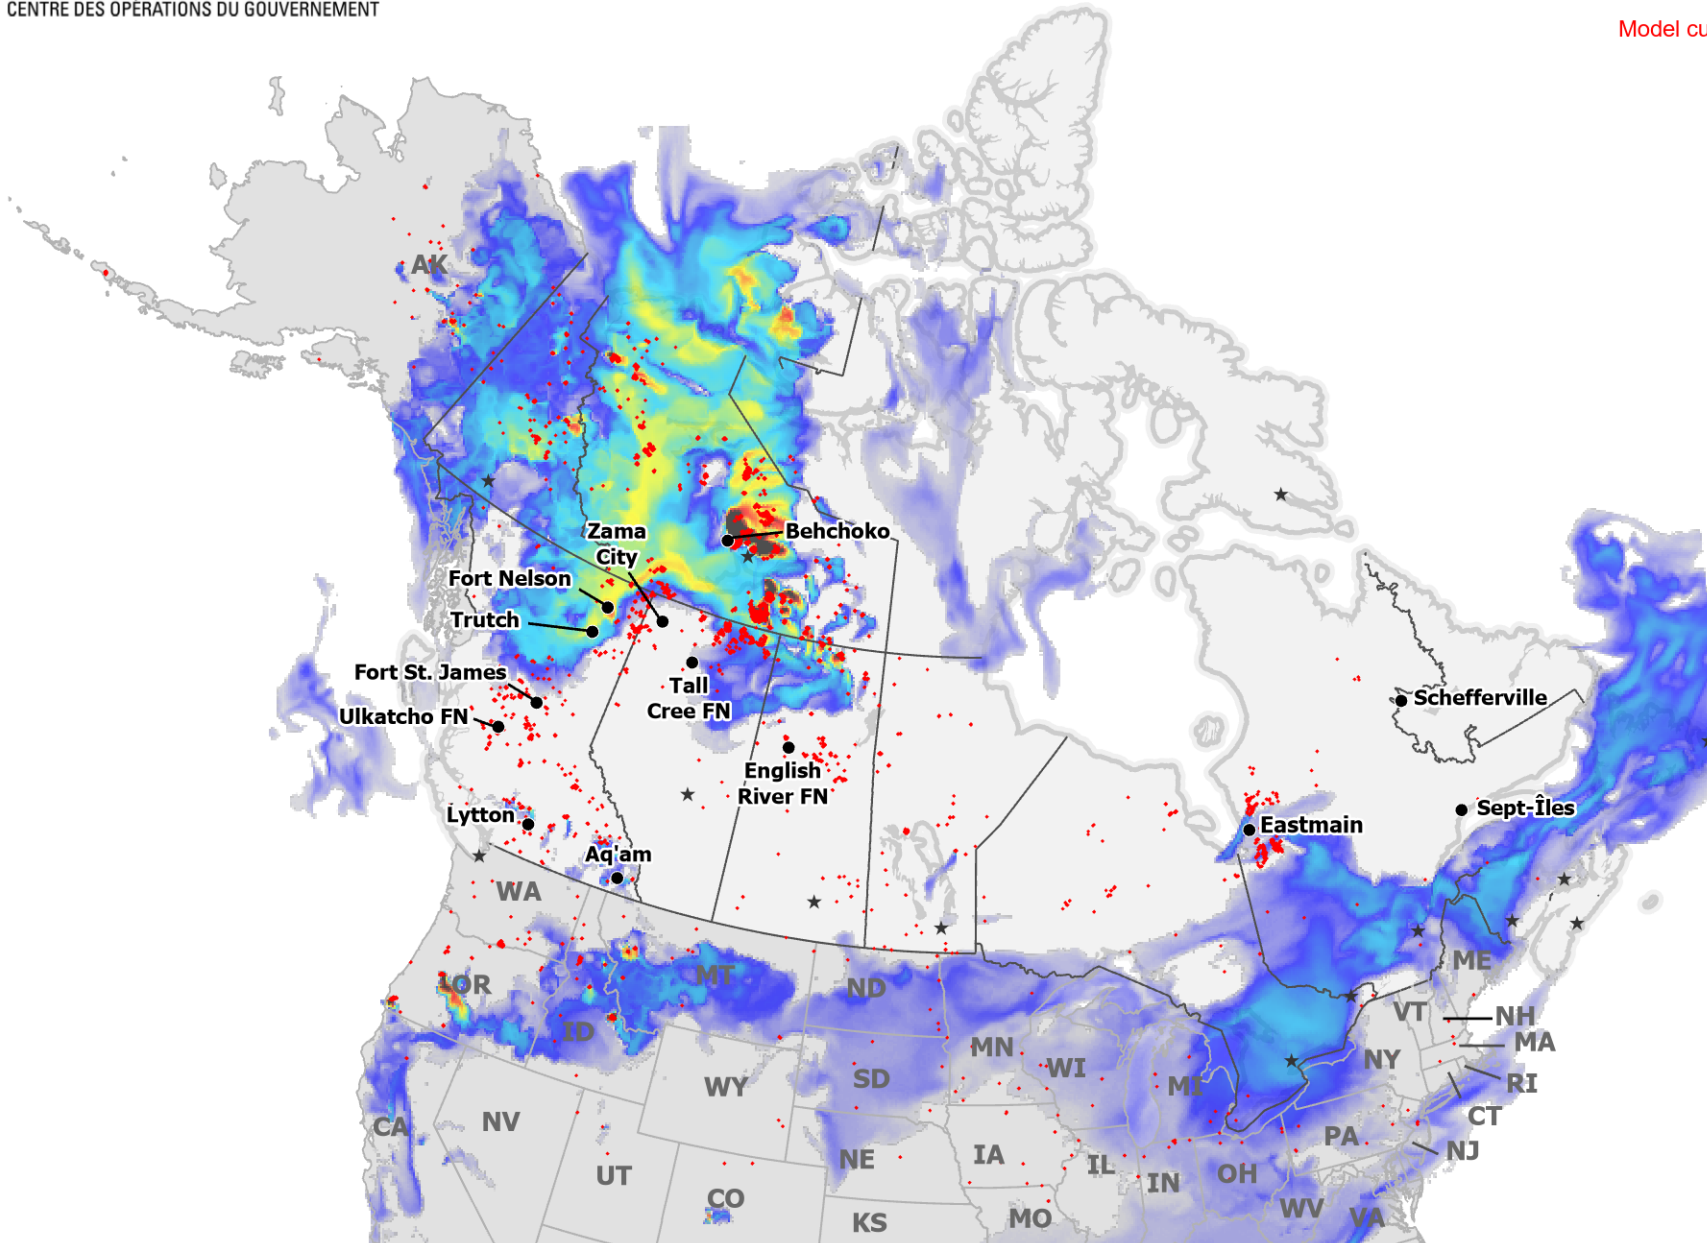 CENTRE DES OPÉRATIONS DU GOUVERNEMENT
Model cu
AK
Zama
City
Behchoko
Fort Nelson
Trutch
Fort St. James
Tall
Cree FN
Ulkatcho FN
Schefferville
English
River FN
Lytton
Eastmain
Sept-Îles
Aq'am
WA
OR
MT
ND
ME
ID
VT
NH
MN
MA
WI
NY
WY
SD
MI
RI
NV
CA
CT
PA
NJ
NE
IA
IL
UT
IN
OH
CO
WV
KS
MO
VA